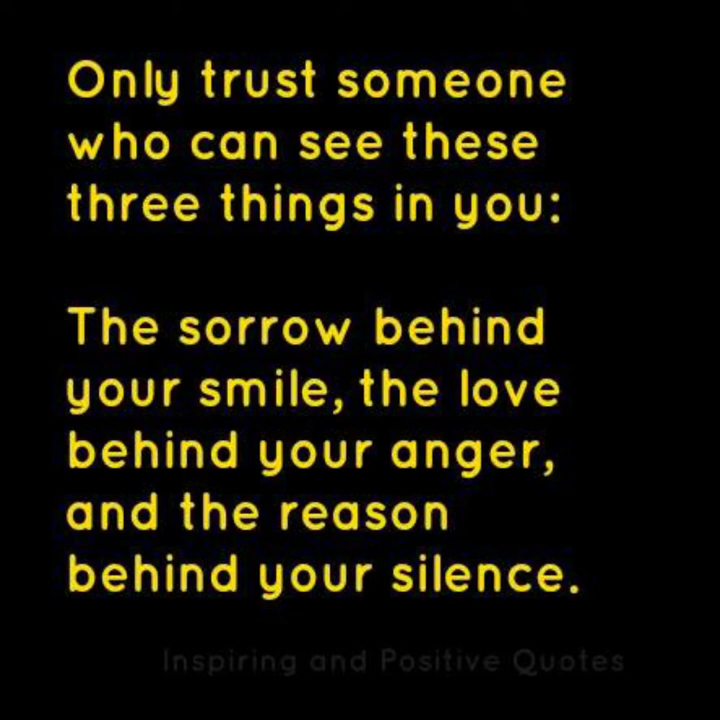 Only trust someone
who can see these
three things in you:
The sorrow behind
your smile, the love
behind your anger,
and the reason
behind your silence.
Inspiring and Positive Quotes